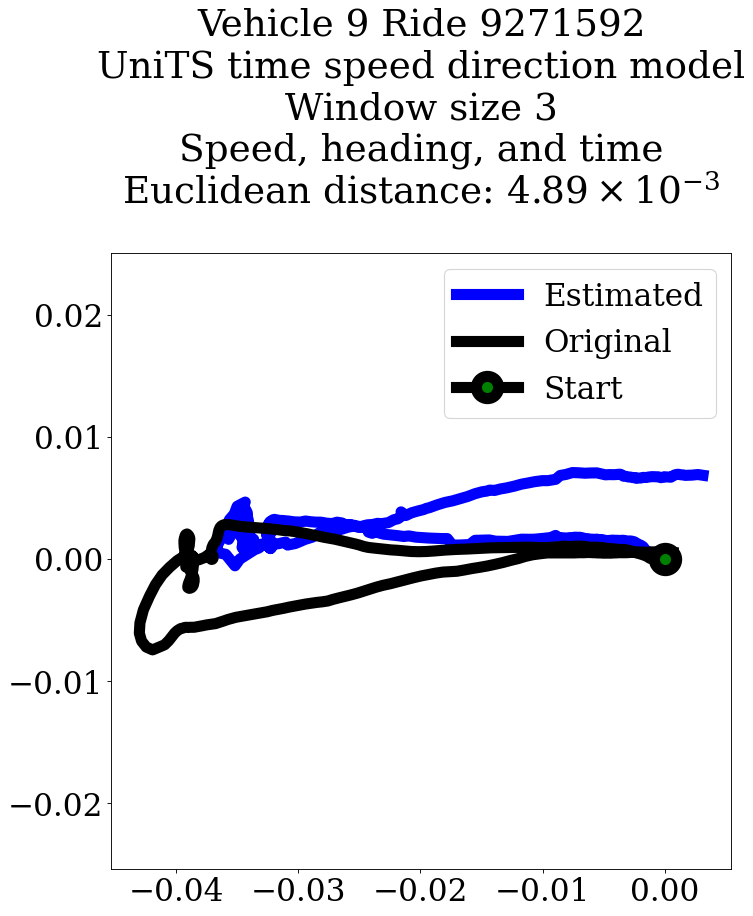 Vehicle 9 Ride 9271592
UniTS time speed direction model
Window size 3
Speed, heading, and time
Euclidean distance: 4.89 × 10⁻³
Estimated
Original
Start
0.02
0.01
0.00
−0.01
−0.02
−0.04 −0.03 −0.02 −0.01 0.00